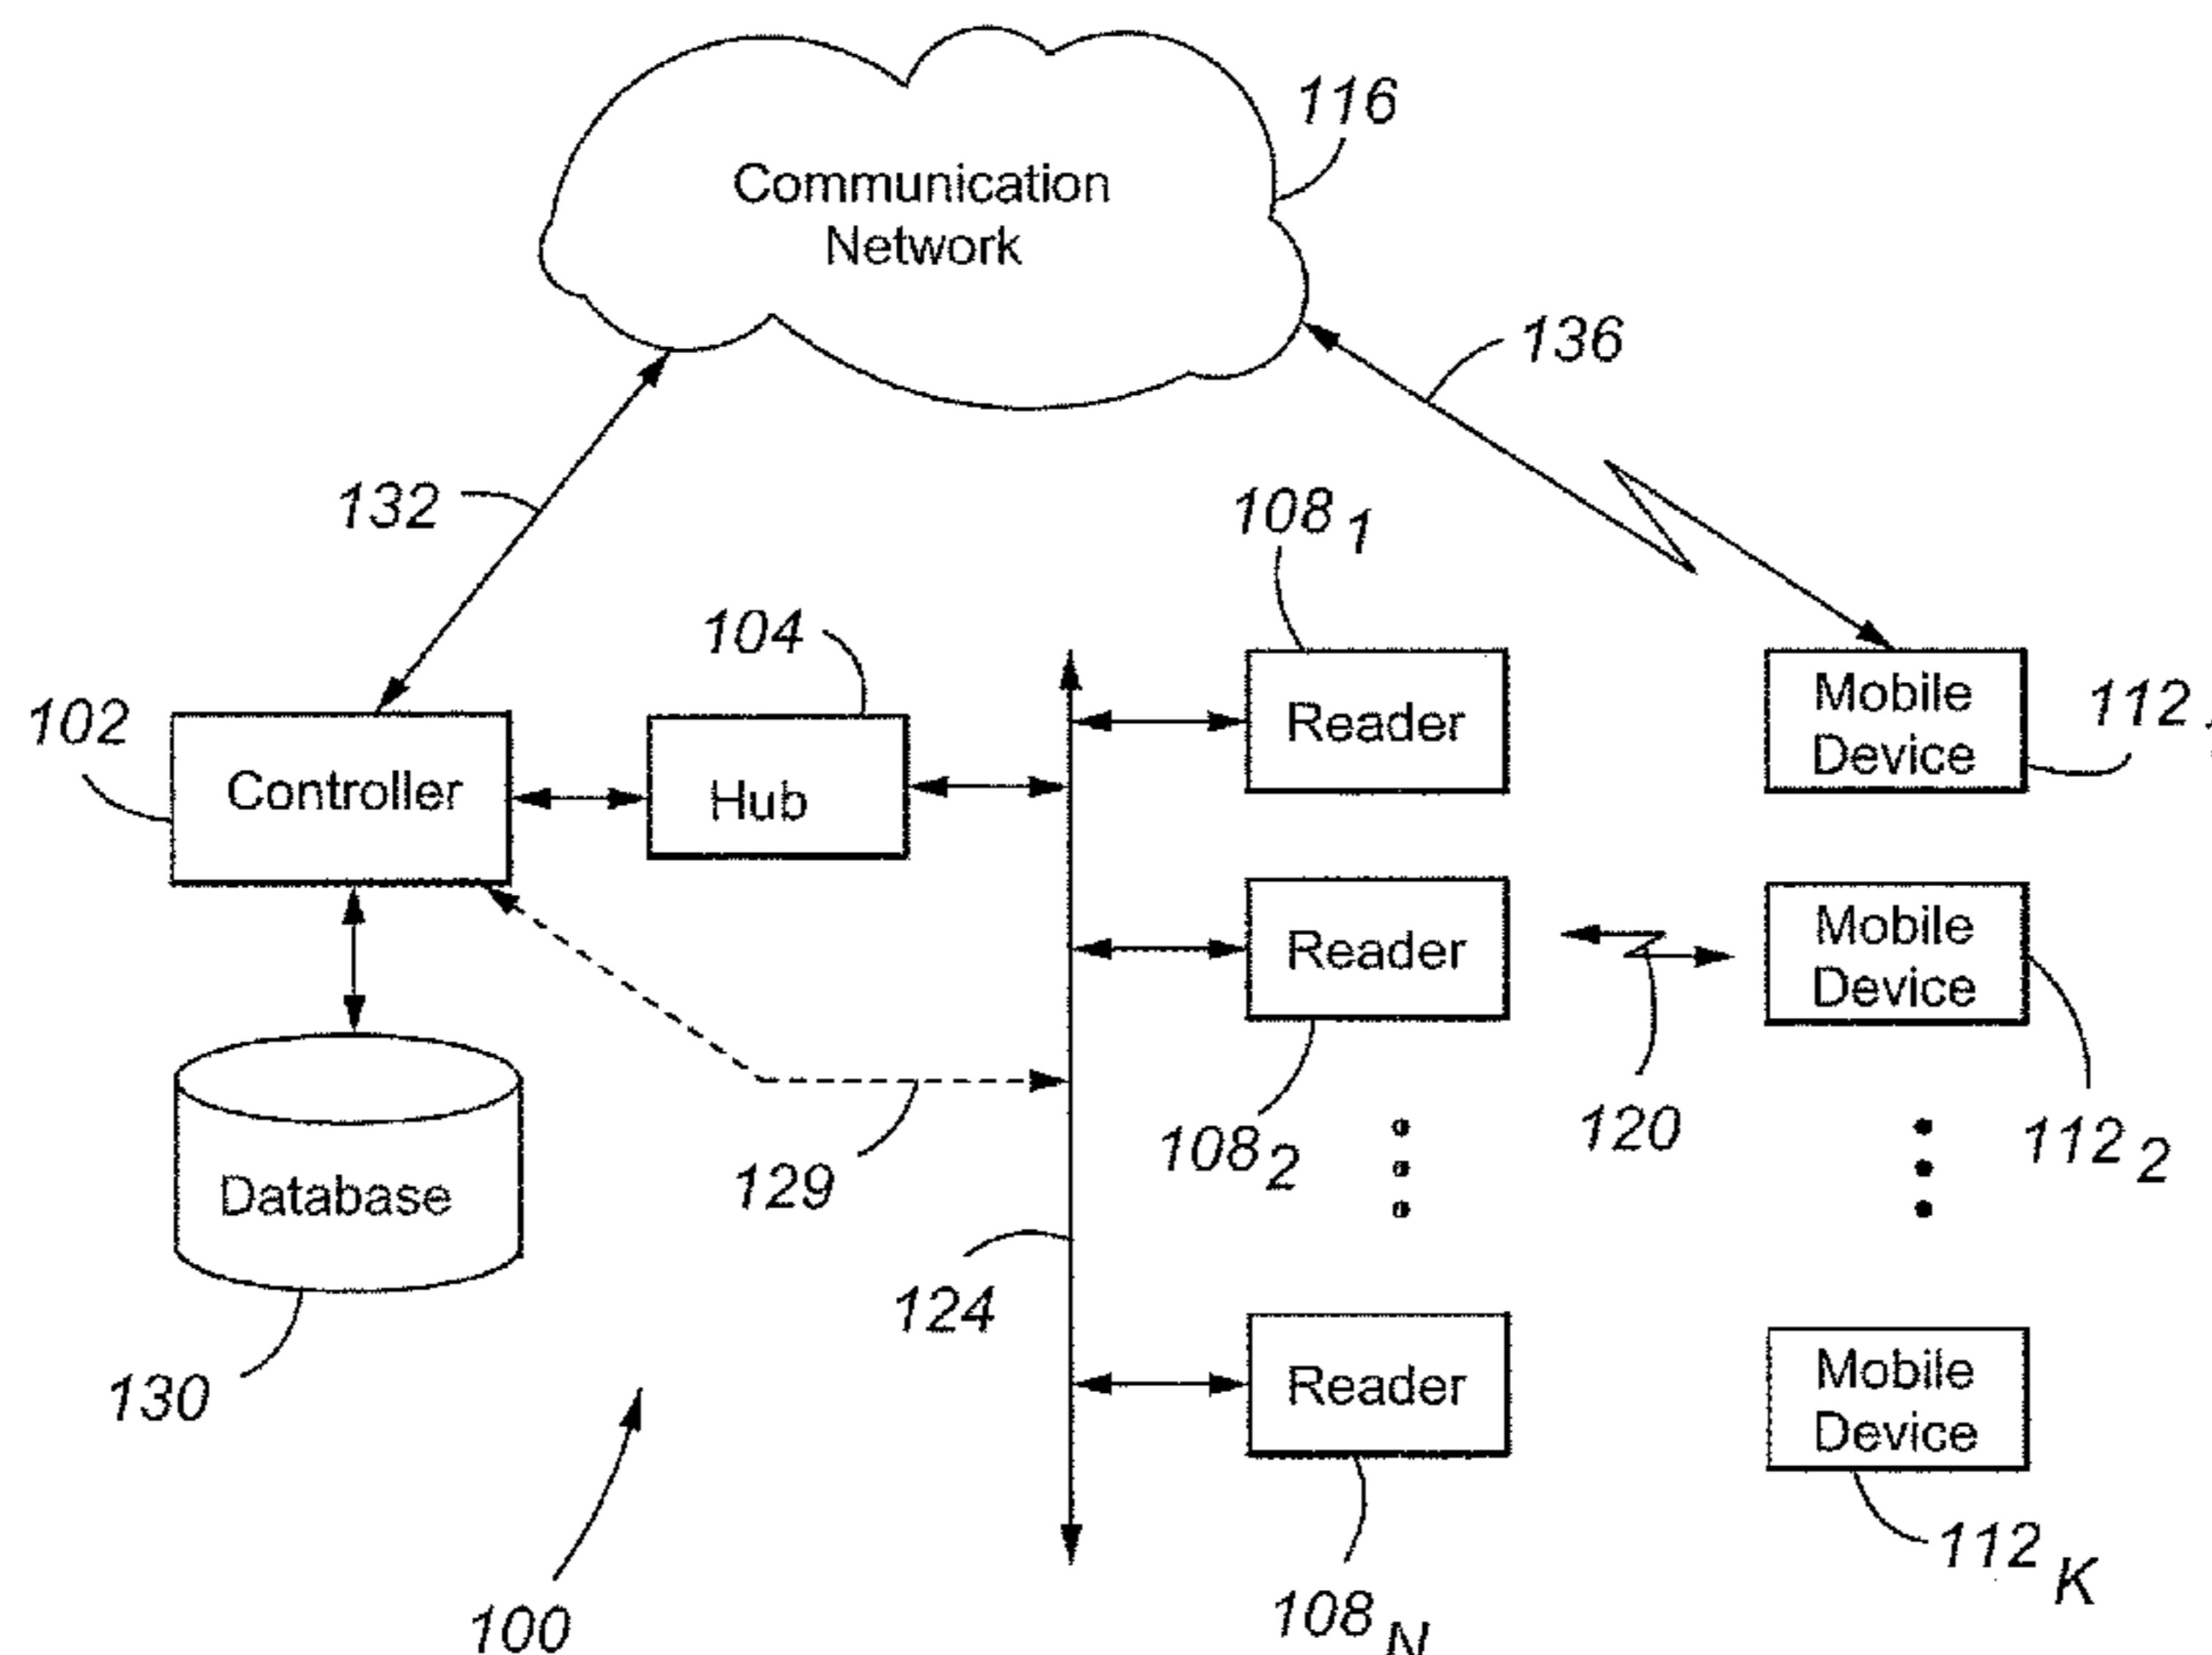 Communication
Network
116
136
132
108 1
104
102
Controller
Hub
Reader
Mobile
Device
112
Reader
Mobile
Device
129
108 2
120
112 2
Database
124
130
Reader
Mobile
Device
100
108 N
112 K